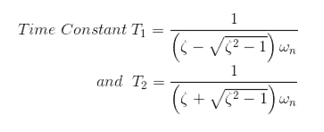 Time Constant T₁ = 1 / ((ζ − √(ζ² − 1)) ωₙ)
and T₂ = 1 / ((ζ + √(ζ² − 1)) ωₙ)